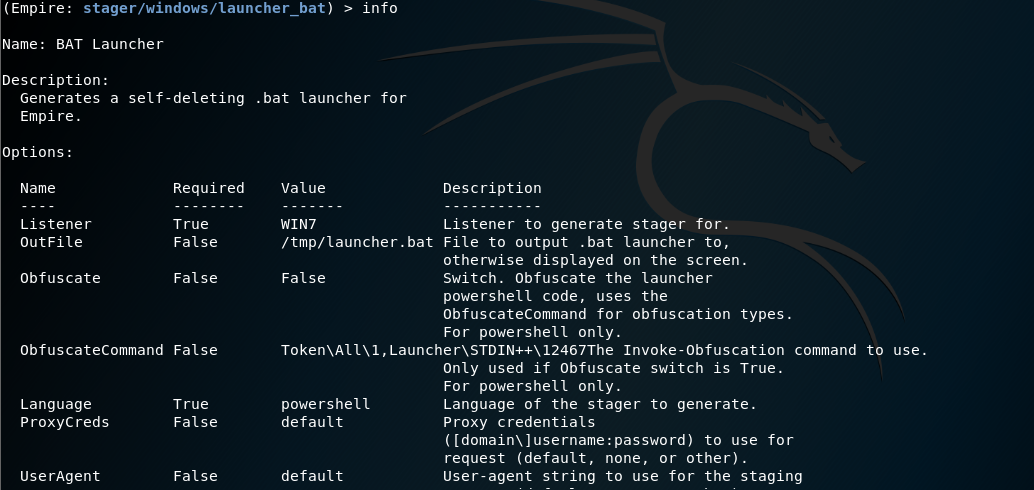 (Empire: stager/windows/launcher_bat) > info
Name: BAT Launcher
Description:
Generates a self-deleting .bat launcher for
Empire.
Options:
Name Required Value Description
---- -------- ------- -----------
Listener True WIN7 Listener to generate stager for.
OutFile False /tmp/launcher.bat File to output .bat launcher to,
otherwise displayed on the screen.
Obfuscate False False Switch. Obfuscate the launcher
powershell code, uses the
ObfuscateCommand for obfuscation types.
For powershell only.
ObfuscateCommand False Token\All\1,Launcher\STDIN++\12467The Invoke-Obfuscation command to use.
Only used if Obfuscate switch is True.
For powershell only.
Language True powershell Language of the stager to generate.
ProxyCreds False default Proxy credentials
([domain\]username:password) to use for
request (default, none, or other).
UserAgent False default User-agent string to use for the staging